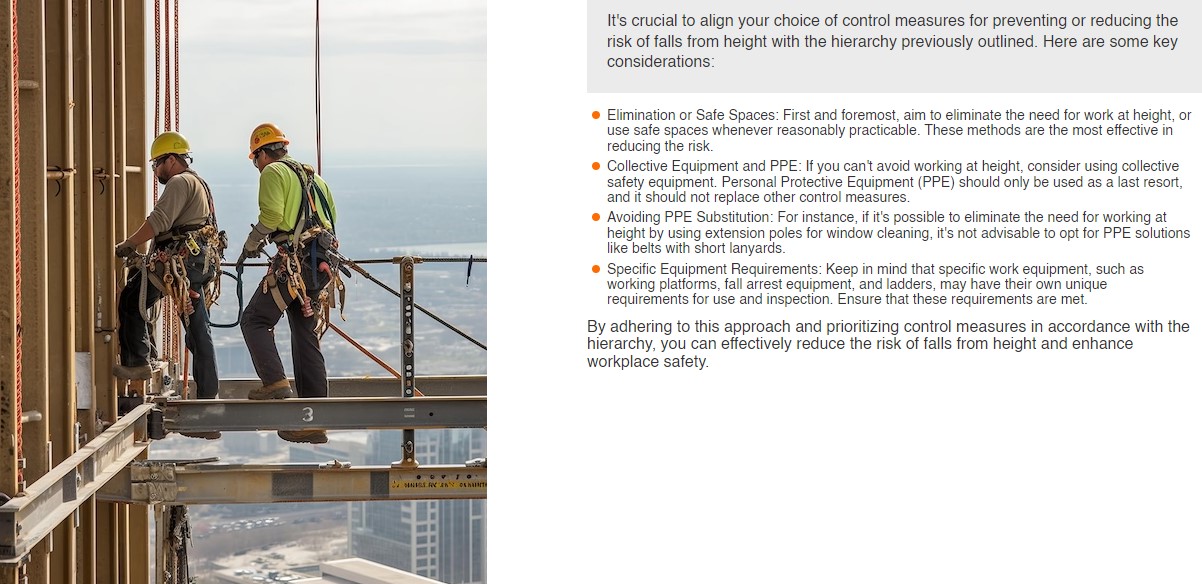 It's crucial to align your choice of control measures for preventing or reducing the
risk of falls from height with the hierarchy previously outlined. Here are some key
considerations:
Elimination or Safe Spaces: First and foremost, aim to eliminate the need for work at height, or
use safe spaces whenever reasonably practicable. These methods are the most effective in
reducing the risk.
Collective Equipment and PPE: If you can't avoid working at height, consider using collective
safety equipment. Personal Protective Equipment (PPE) should only be used as a last resort,
and it should not replace other control measures.
Avoiding PPE Substitution: For instance, if it's possible to eliminate the need for working at
height by using extension poles for window cleaning, it's not advisable to opt for PPE solutions
like belts with short lanyards.
Specific Equipment Requirements: Keep in mind that specific work equipment, such as
working platforms, fall arrest equipment, and ladders, may have their own unique
requirements for use and inspection. Ensure that these requirements are met.
By adhering to this approach and prioritizing control measures in accordance with the
hierarchy, you can effectively reduce the risk of falls from height and enhance
workplace safety.
3